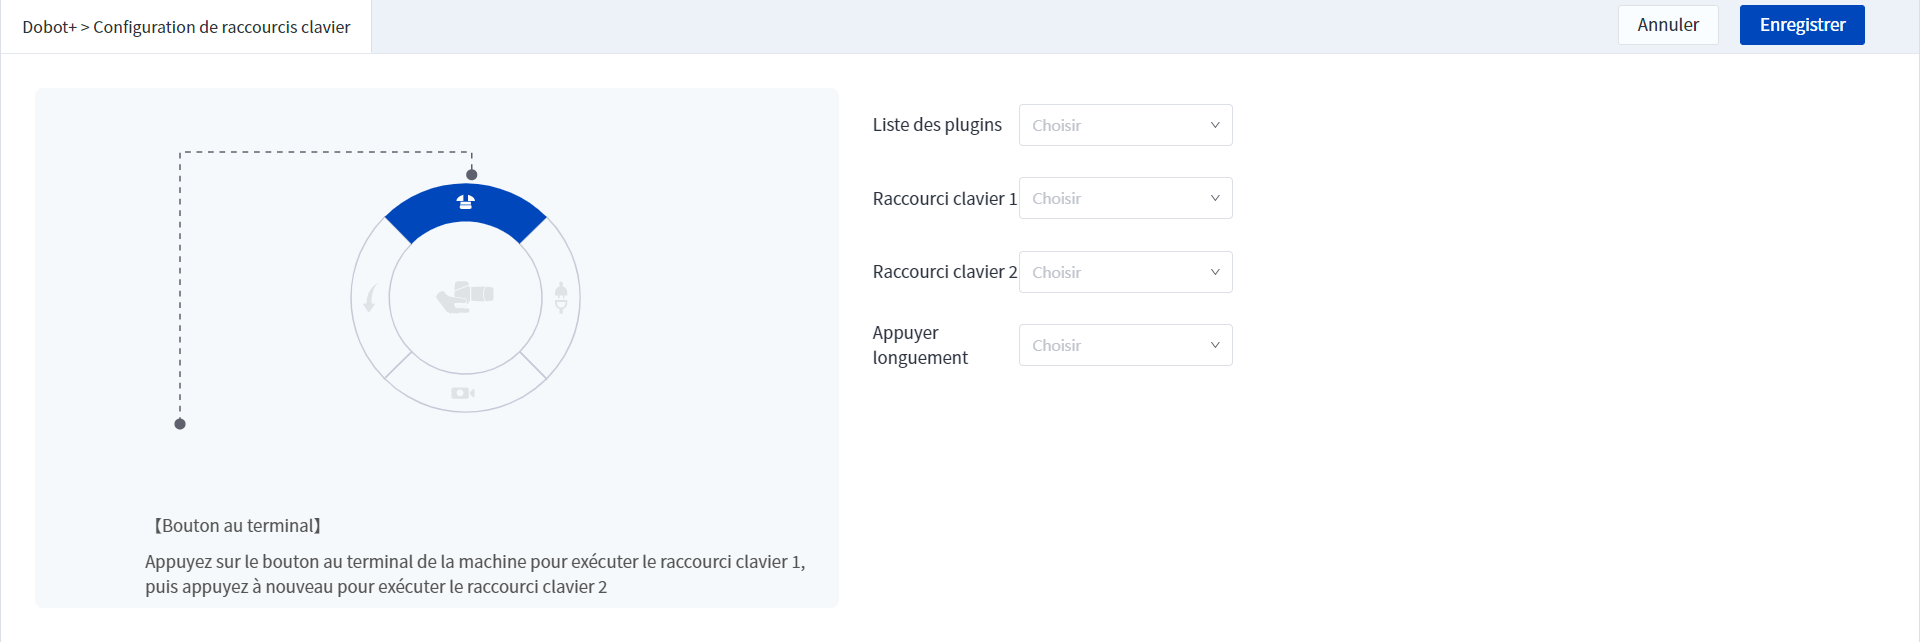 Dobot+ > Configuration de raccourcis clavier
Annuler
Enregistrer
Liste des plugins
Choisir
Raccourci clavier 1
Choisir
Raccourci clavier 2
Choisir
Appuyer
longuement
Choisir
【Bouton au terminal】
Appuyez sur le bouton au terminal de la machine pour exécuter le raccourci clavier 1,
puis appuyez à nouveau pour exécuter le raccourci clavier 2